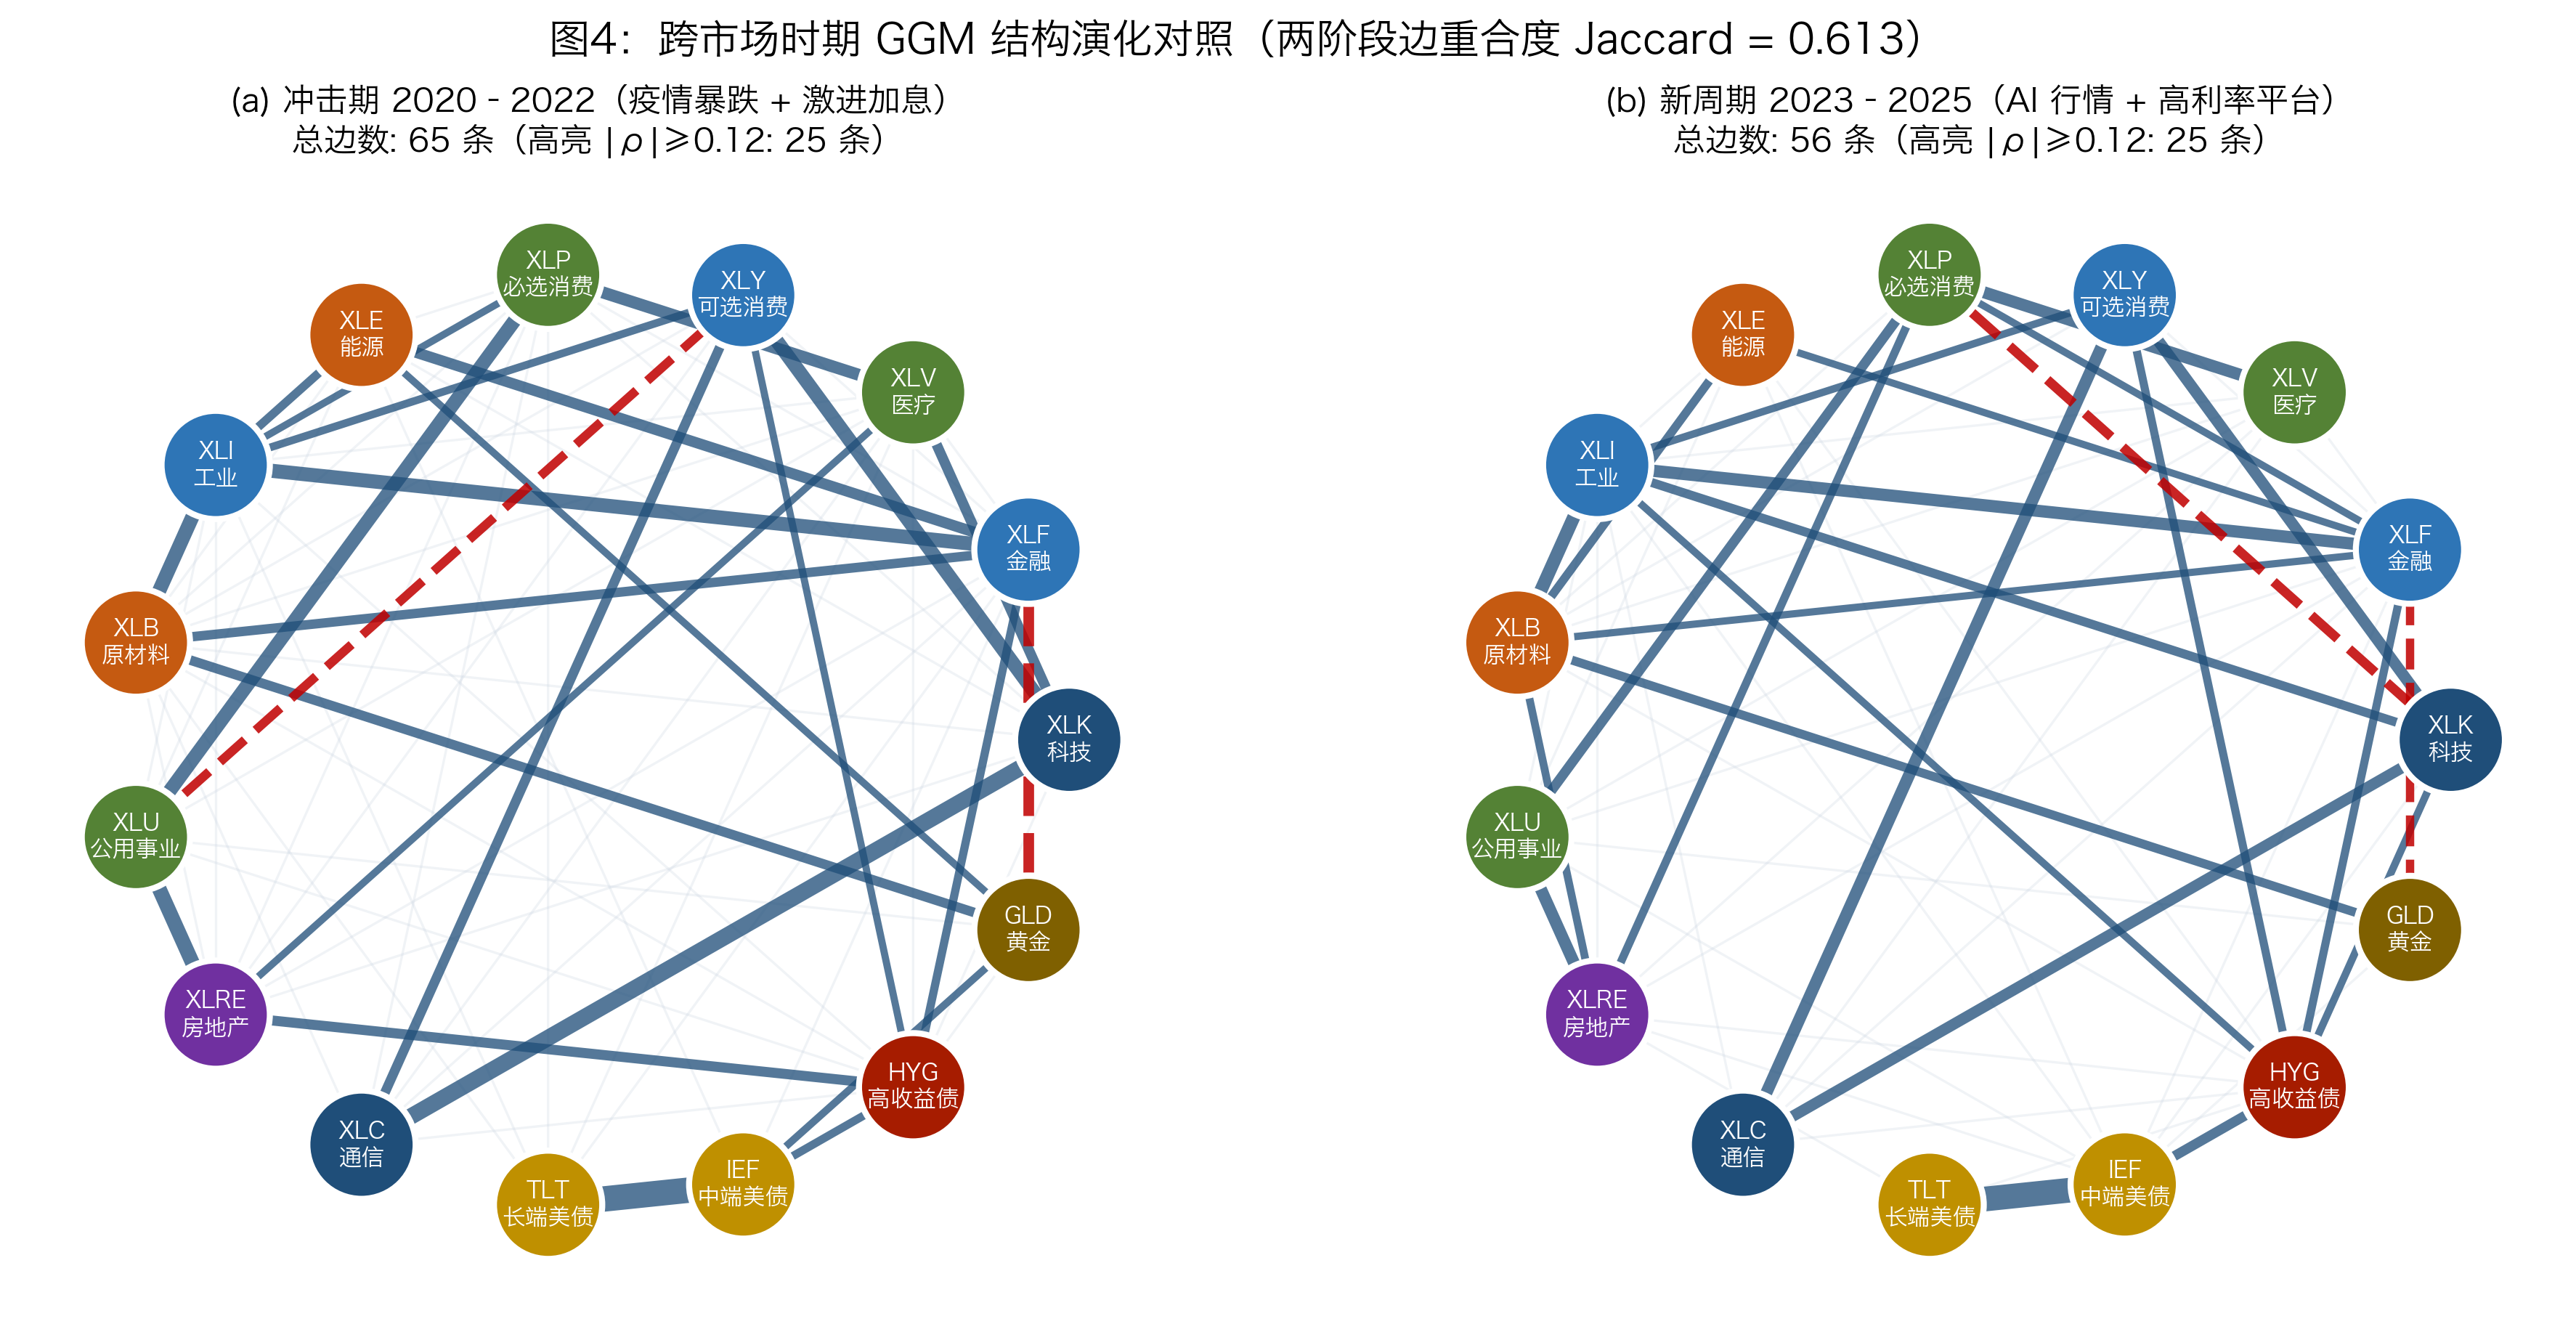 图4：跨市场时期 GGM 结构演化对照（两阶段边重合度 Jaccard = 0.613）
(a) 冲击期 2020 - 2022（疫情暴跌 + 激进加息）
总边数: 65 条（高亮 |ρ|≥0.12: 25 条）
XLP
必选消费
XLY
可选消费
XLE
能源
XLV
医疗
XLI
工业
XLF
金融
XLB
原材料
XLK
科技
XLU
公用事业
GLD
黄金
XLRE
房地产
HYG
高收益债
XLC
通信
IEF
中端美债
TLT
长端美债
(b) 新周期 2023 - 2025（AI 行情 + 高利率平台）
总边数: 56 条（高亮 |ρ|≥0.12: 25 条）
XLP
必选消费
XLY
可选消费
XLE
能源
XLV
医疗
XLI
工业
XLF
金融
XLB
原材料
XLK
科技
XLU
公用事业
GLD
黄金
XLRE
房地产
HYG
高收益债
XLC
通信
IEF
中端美债
TLT
长端美债